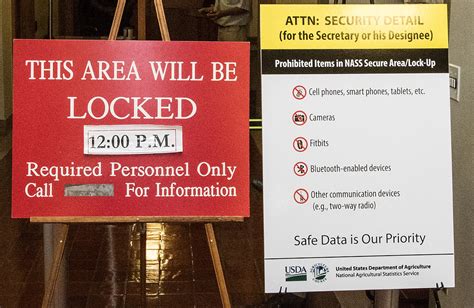 THIS AREA WILL BE
LOCKED
12:00 P.M.
Required Personnel Only
Call For Information
ATTN: SECURITY DETAIL
(for the Secretary or his Designee)
Prohibited Items in NASS Secure Area/Lock-Up
Cell phones, smart phones, tablets, etc.
Cameras
Fitbits
Bluetooth-enabled devices
Other communication devices
(e.g., two-way radio)
Safe Data is Our Priority
USDA
United States Department of Agriculture
National Agricultural Statistics Service